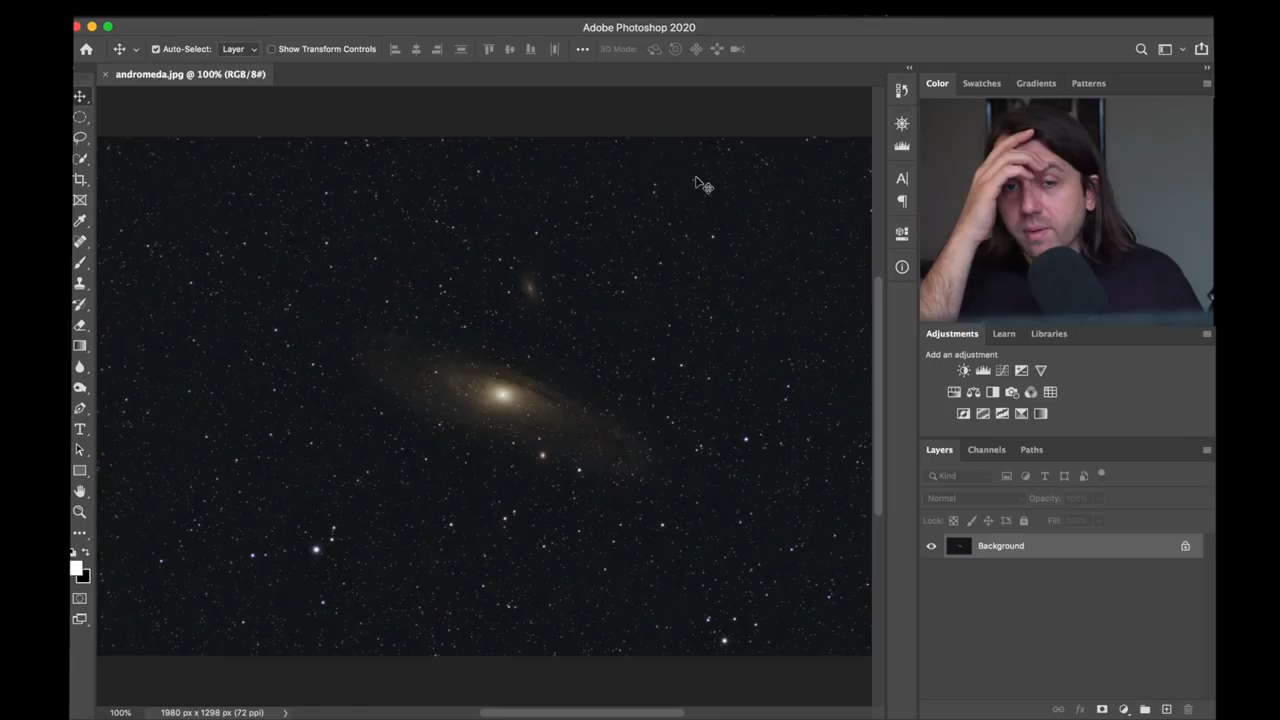 Adobe Photoshop 2020
Auto-Select: Layer Show Transform Controls 3D Mode:
andromeda.jpg @ 100% (RGB/8#)
Color Swatches Gradients Patterns
Adjustments Learn Libraries
Add an adjustment
Layers Channels Paths
Kind
Normal Opacity: 100%
Lock: Fill: 100%
Background
100% 1980 px x 1298 px (72 ppi)